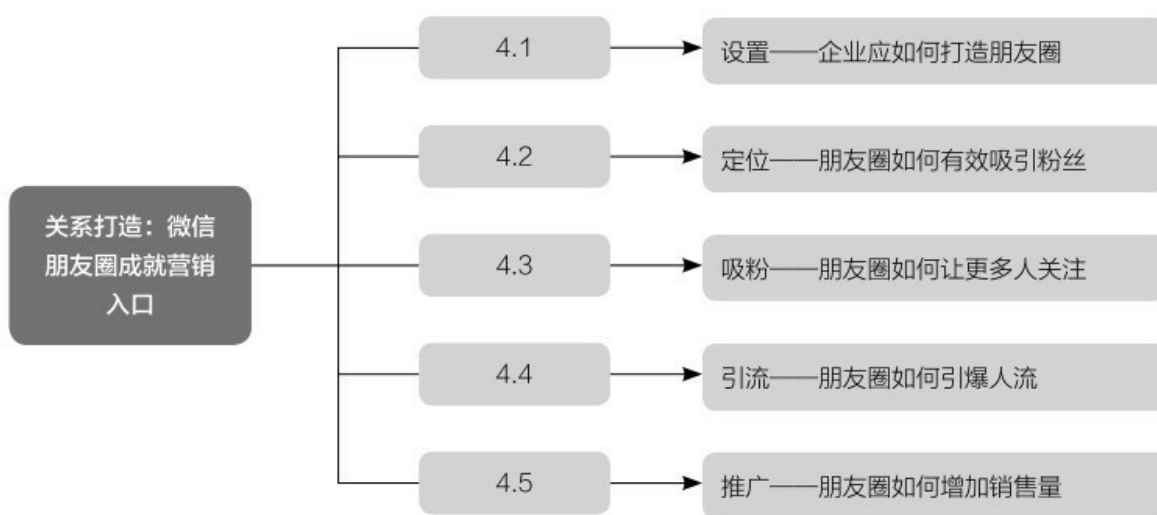 4.1
设置——企业应如何打造朋友圈
4.2
定位——朋友圈如何有效吸引粉丝
关系打造：微信
朋友圈成就营销
入口
4.3
吸粉——朋友圈如何让更多人关注
4.4
引流——朋友圈如何引爆人流
4.5
推广——朋友圈如何增加销售量